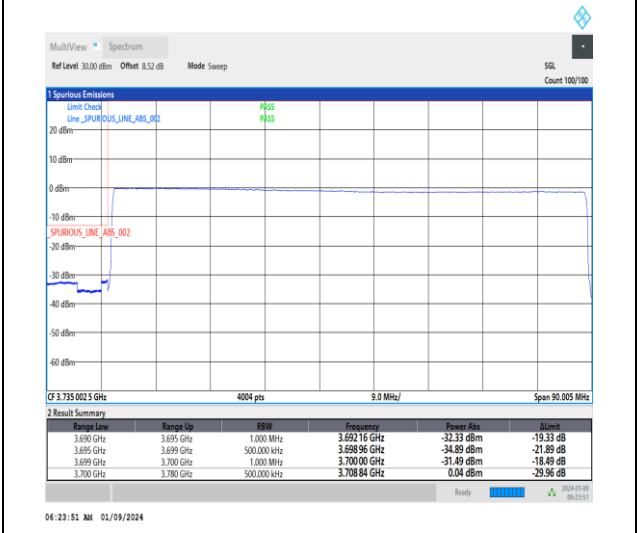 MultiView Spectrum
Ref Level 30.00 dBm Offset 8.52 dB Mode Sweep SGL
Count 100/100
1 Spurious Emissions
Limit Check PASS
Line _SPURIOUS_LINE_ABS_002 PASS
20 dBm
10 dBm
0 dBm
-10 dBm
_SPURIOUS_LINE_ABS_002
-20 dBm
-30 dBm
-40 dBm
-50 dBm
-60 dBm
CF 3.735 002 5 GHz 4004 pts 9.0 MHz/ Span 90.005 MHz
2 Result Summary
Range Low Range Up RBW Frequency Power Abs ΔLimit
3.690 GHz 3.695 GHz 1.000 MHz 3.692 16 GHz -32.33 dBm -19.33 dB
3.695 GHz 3.699 GHz 500.000 kHz 3.698 96 GHz -34.89 dBm -21.89 dB
3.699 GHz 3.700 GHz 1.000 MHz 3.700 00 GHz -31.49 dBm -18.49 dB
3.700 GHz 3.780 GHz 500.000 kHz 3.708 84 GHz 0.04 dBm -29.96 dB
Ready 2024-01-08
06:23:51
06:23:51 AM 01/09/2024